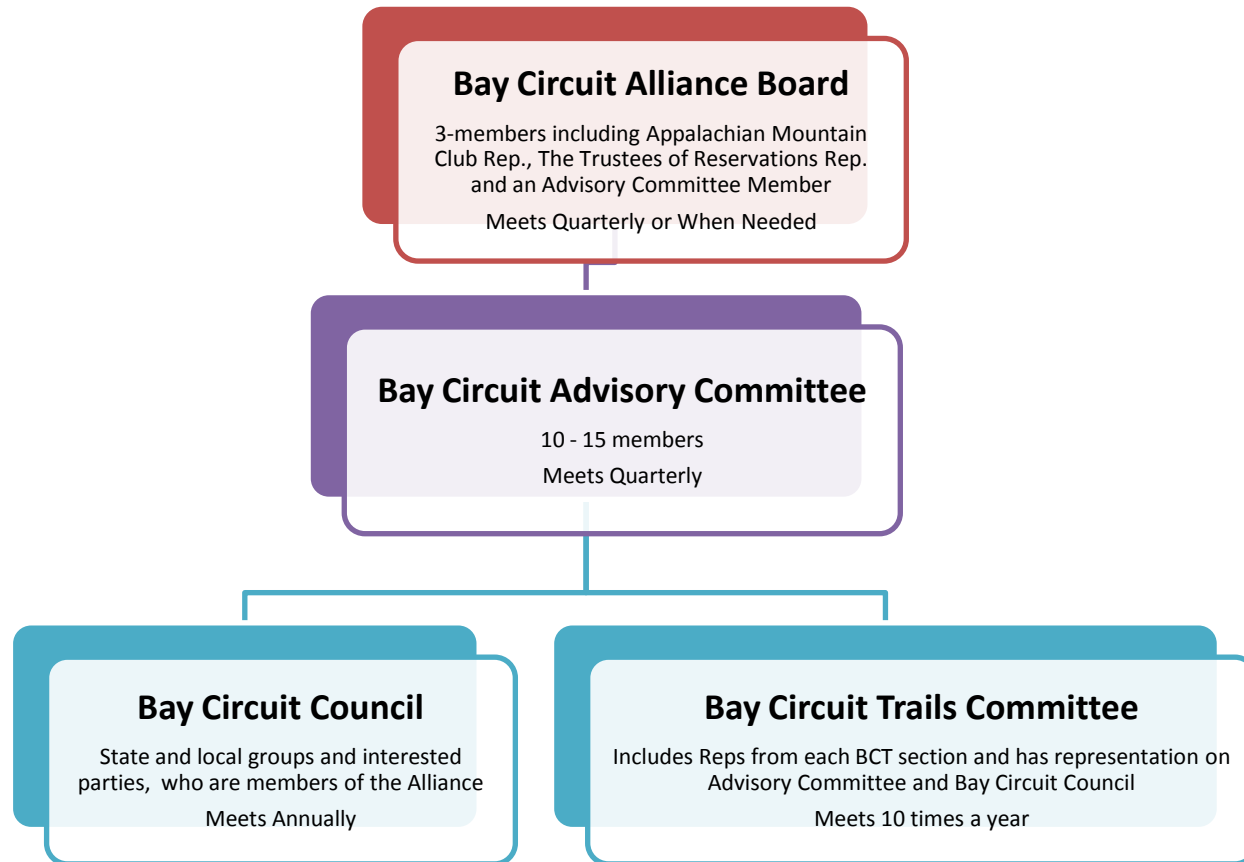 Bay Circuit Alliance Board
3-members including Appalachian Mountain
Club Rep., The Trustees of Reservations Rep.
and an Advisory Committee Member
Meets Quarterly or When Needed
Bay Circuit Advisory Committee
10 - 15 members
Meets Quarterly
Bay Circuit Council
State and local groups and interested
parties, who are members of the Alliance
Meets Annually
Bay Circuit Trails Committee
Includes Reps from each BCT section and has representation on
Advisory Committee and Bay Circuit Council
Meets 10 times a year